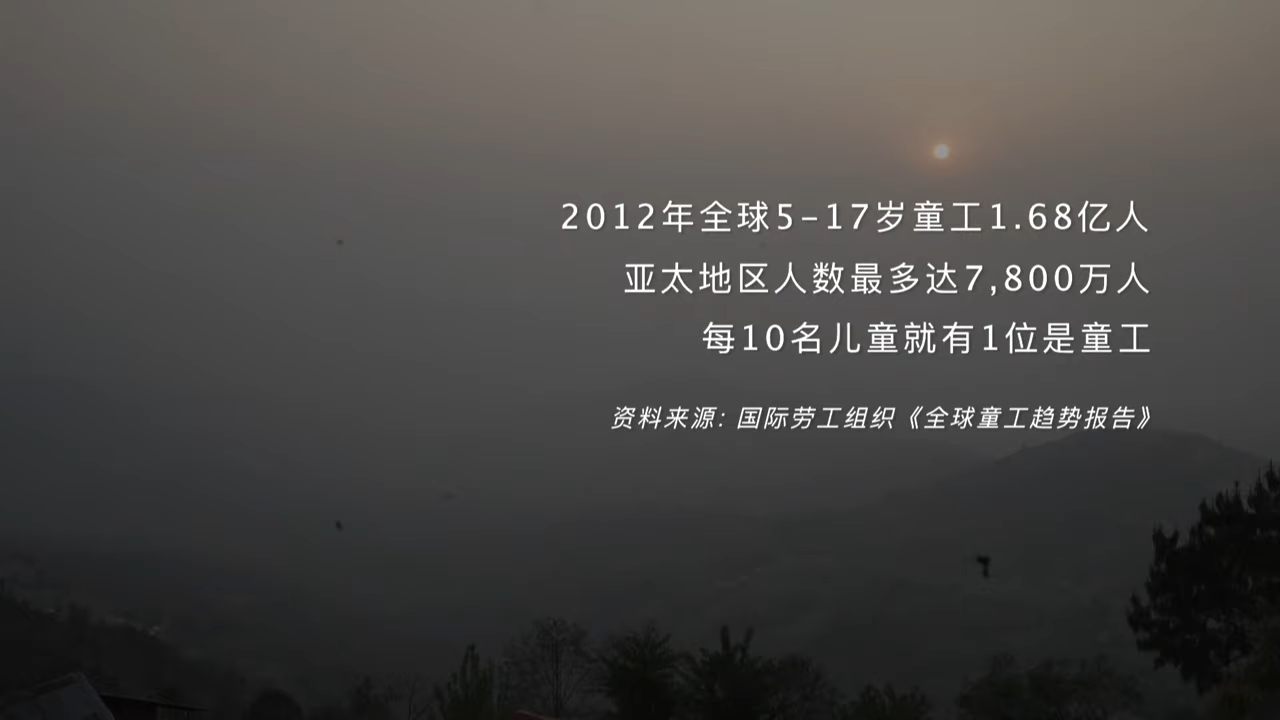 2012年全球5-17岁童工1.68亿人
亚太地区人数最多达7,800万人
每10名儿童就有1位是童工
资料来源: 国际劳工组织《全球童工趋势报告》